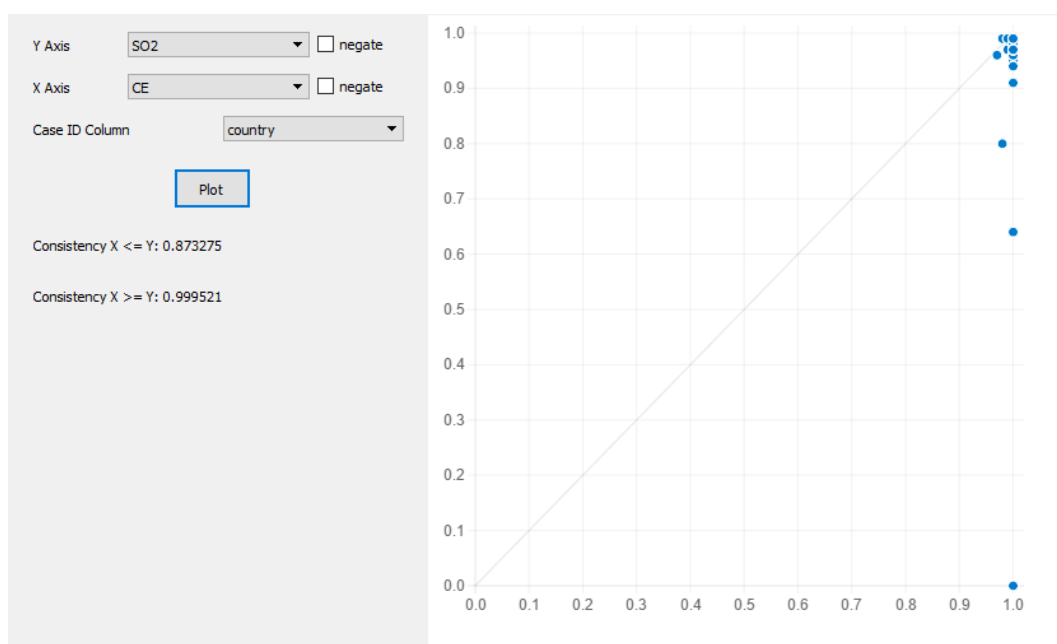 Y Axis SO2 negate
X Axis CE negate
Case ID Column country
Plot
Consistency X <= Y: 0.873275
Consistency X >= Y: 0.999521
1.0
0.9
0.8
0.7
0.6
0.5
0.4
0.3
0.2
0.1
0.0
0.0 0.1 0.2 0.3 0.4 0.5 0.6 0.7 0.8 0.9 1.0